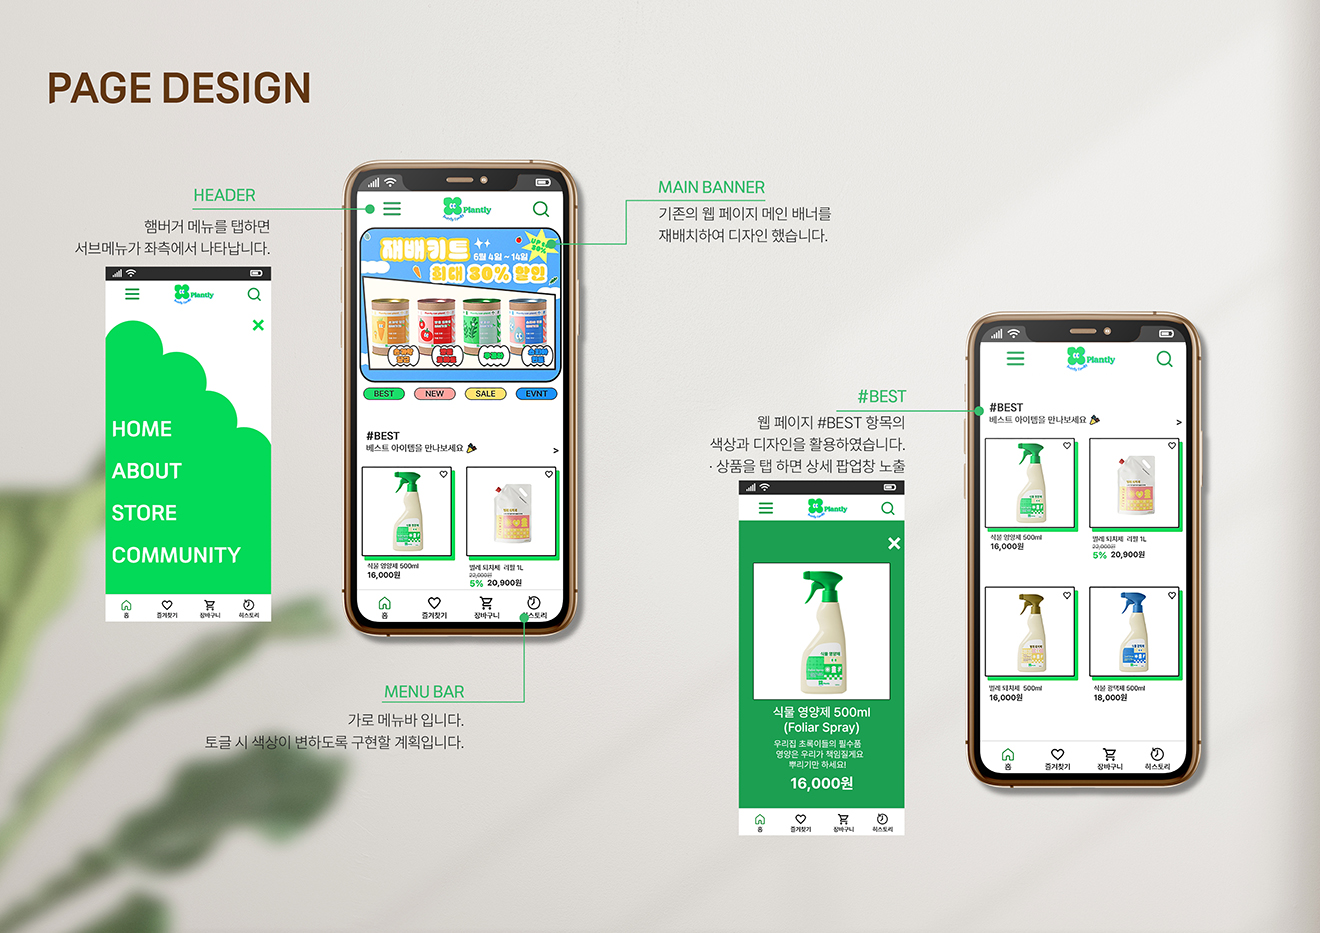 PAGE DESIGN
HEADER
햄버거 메뉴를 탭하면
서브메뉴가 좌측에서 나타납니다.
Plantly
HOME
ABOUT
STORE
COMMUNITY
홈
즐겨찾기
장바구니
히스토리
Plantly
재배키트
6월 4일 ~ 14일
최대 30% 할인
UP to
30%
BEST
NEW
SALE
EVNT
#BEST
베스트 아이템을 만나보세요
>
식물 영양제 500ml
16,000원
벌레 퇴치제 리필 1L
22,000원
5% 20,900원
홈
즐겨찾기
장바구니
히스토리
MAIN BANNER
기존의 웹 페이지 메인 배너를
재배치하여 디자인 했습니다.
MENU BAR
가로 메뉴바 입니다.
토글 시 색상이 변하도록 구현할 계획입니다.
#BEST
웹 페이지 #BEST 항목의
색상과 디자인을 활용하였습니다.
· 상품을 탭 하면 상세 팝업창 노출
Plantly
식물 영양제
식물 영양제 500ml
(Foliar Spray)
우리집 초록이들의 필수품
영양은 우리가 책임질게요
뿌리기만 하세요!
16,000원
홈
즐겨찾기
장바구니
히스토리
Plantly
#BEST
베스트 아이템을 만나보세요
>
식물 영양제 500ml
16,000원
벌레 퇴치제 리필 1L
22,000원
5% 20,900원
벌레 퇴치제 500ml
16,000원
식물 광택제 500ml
18,000원
홈
즐겨찾기
장바구니
히스토리